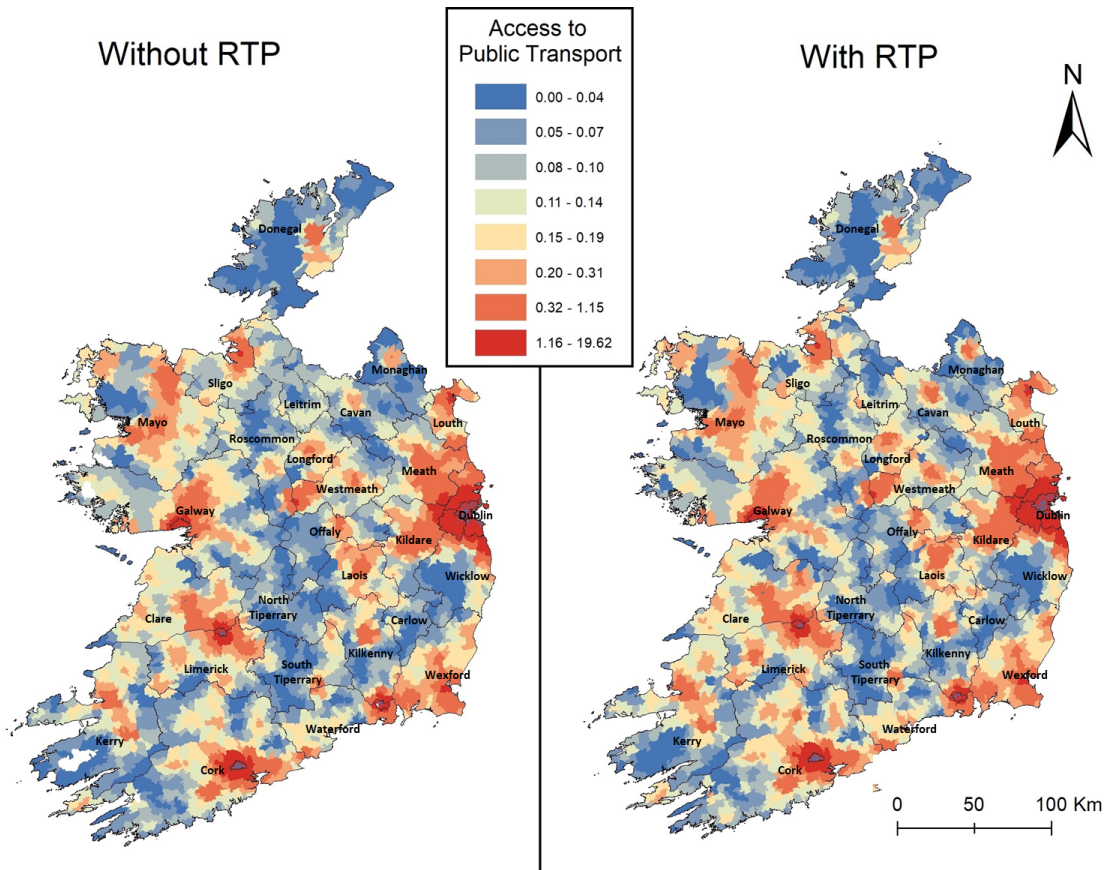 Without RTP
Access to
Public Transport
0.00 - 0.04
0.05 - 0.07
0.08 - 0.10
0.11 - 0.14
0.15 - 0.19
0.20 - 0.31
0.32 - 1.15
1.16 - 19.62
With RTP
N
Donegal
Monaghan
Sligo
Leitrim
Cavan
Mayo
Louth
Roscommon
Longford
Meath
Westmeath
Galway
Dublin
Offaly
Kildare
Laois
Wicklow
North
Tiperrary
Clare
Carlow
Kilkenny
Limerick
South
Tiperrary
Wexford
Waterford
Kerry
Cork
Donegal
Monaghan
Sligo
Leitrim
Cavan
Mayo
Louth
Roscommon
Longford
Meath
Westmeath
Galway
Dublin
Offaly
Kildare
Laois
Wicklow
North
Tiperrary
Clare
Carlow
Kilkenny
Limerick
South
Tiperrary
Wexford
Waterford
Kerry
Cork
0 50 100 Km